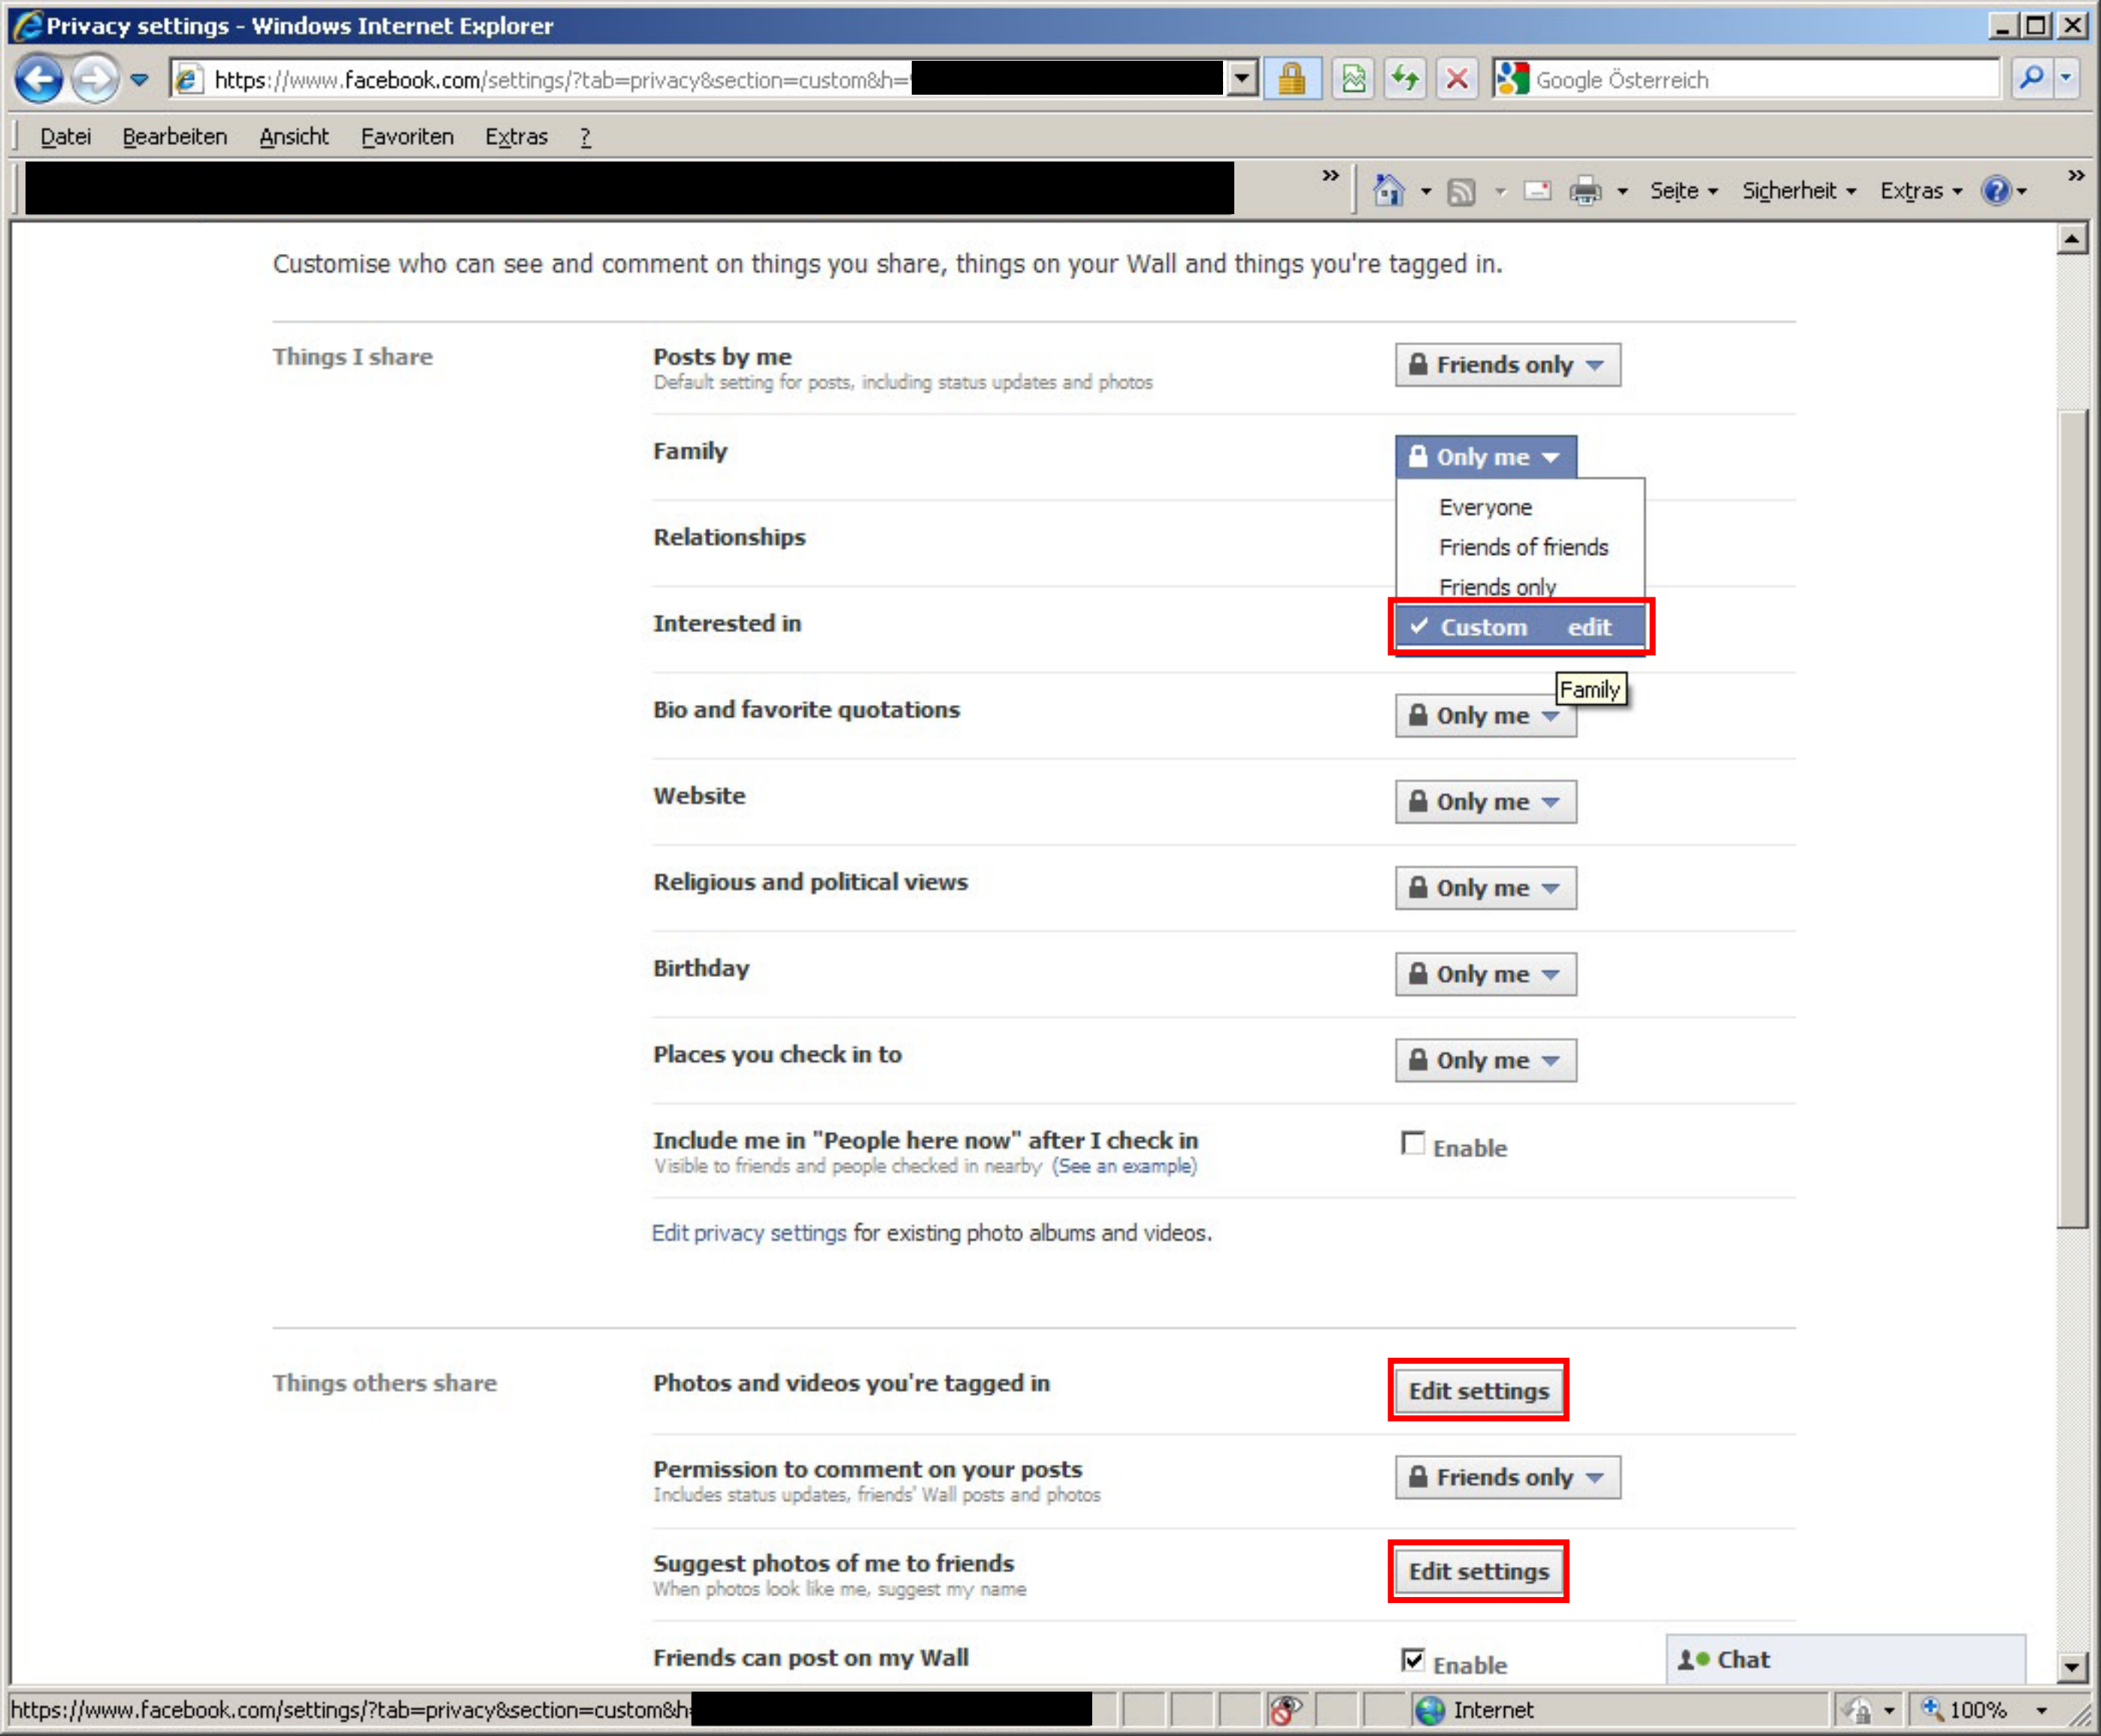 Privacy settings - Windows Internet Explorer
https://www.facebook.com/settings/?tab=privacy&section=custom&h=
Google Österreich
Datei Bearbeiten Ansicht Favoriten Extras ?
» Seite Sicherheit Extras »
Customise who can see and comment on things you share, things on your Wall and things you're tagged in.
Things I share
Posts by me
Default setting for posts, including status updates and photos
Friends only
Family
Only me
Everyone
Friends of friends
Friends only
Custom edit
Family
Relationships
Interested in
Bio and favorite quotations
Only me
Website
Only me
Religious and political views
Only me
Birthday
Only me
Places you check in to
Only me
Include me in "People here now" after I check in
Visible to friends and people checked in nearby (See an example)
Enable
Edit privacy settings for existing photo albums and videos.
Things others share
Photos and videos you're tagged in
Edit settings
Permission to comment on your posts
Includes status updates, friends' Wall posts and photos
Friends only
Suggest photos of me to friends
When photos look like me, suggest my name
Edit settings
Friends can post on my Wall
Enable
Chat
https://www.facebook.com/settings/?tab=privacy&section=custom&h
Internet
100%